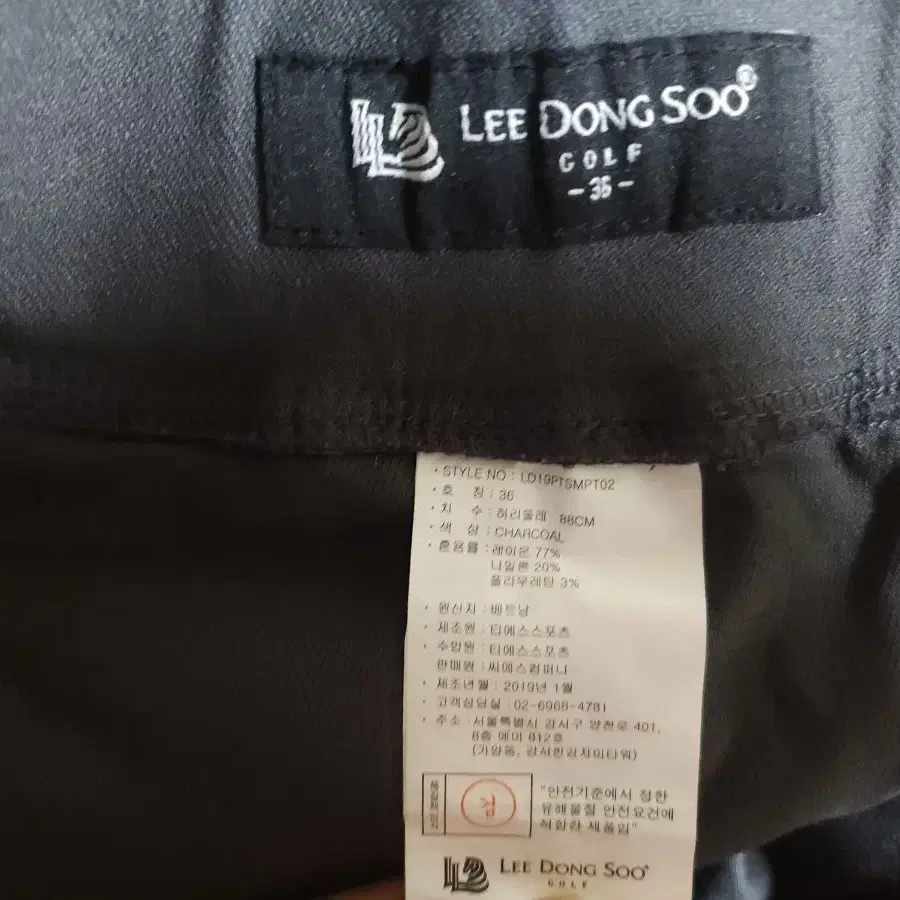 LEE DONG SOO®
GOLF
-36-
· STYLE NO : LD19PTSMPT02
· 호 칭 : 36
· 치 수 : 허리둘레 88CM
· 색 상 : CHARCOAL
· 혼용률 : 레이온 77%
나일론 20%
폴리우레탄 3%
· 원산지 : 베트남
· 제조원 : 티에스스포츠
· 수입원 : 티에스스포츠
판매원 : 씨에스컴퍼니
· 제조년월 : 2019년 1월
· 고객상담실 : 02-6968-4781
· 주소 : 서울특별시 강서구 양천로 401,
8층 에이 812호
(가양동, 강서한강자이타워)
검
"안전기준에서 정한
유해물질 안전요건에
적합한 제품임"
LEE DONG SOO®
GOLF